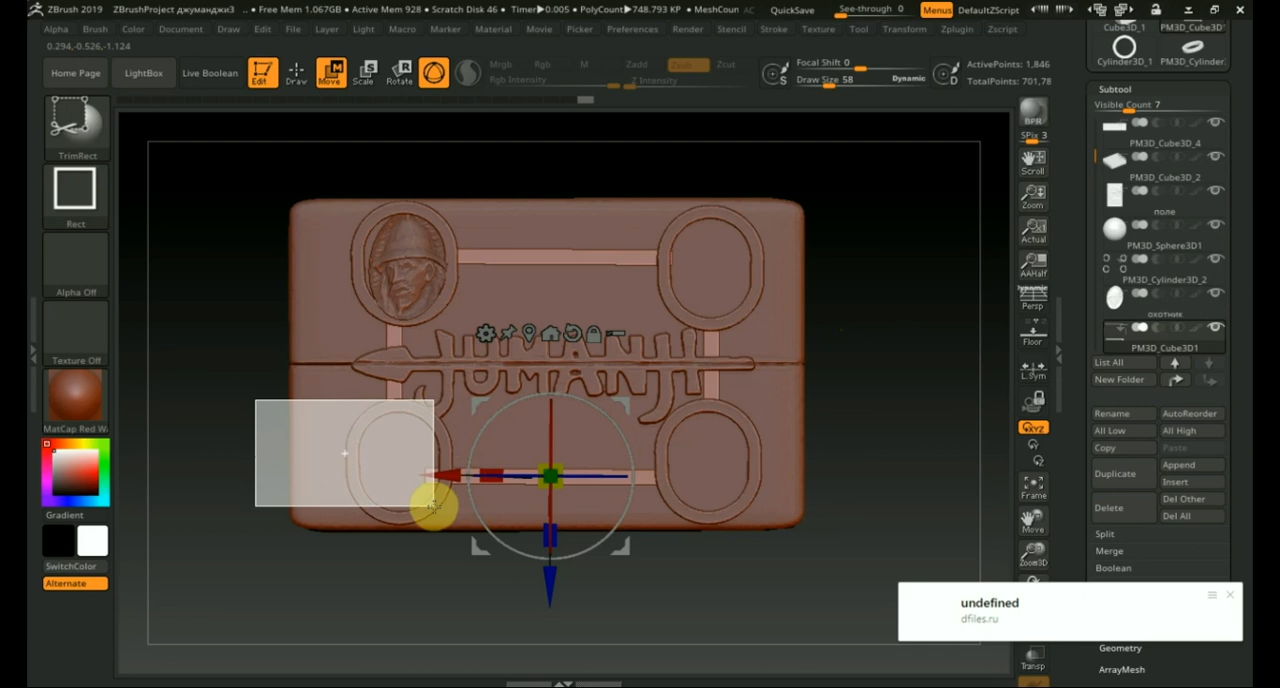 ZBrush 2019 ZBrushProject джуманджи3 .. • Free Mem 1.067GB • Active Mem 928 • Scratch Disk 46 • Timer▶0.005 • PolyCount▶748.793 KP • MeshCoun AC QuickSave See-through 0 Menus DefaultZScript
Alpha Brush Color Document Draw Edit File Layer Light Macro Marker Material Movie Picker Preferences Render Stencil Stroke Texture Tool Transform Zplugin Zscript
0.294,-0.526,-1.124
Home Page LightBox Live Boolean Edit Draw Move Scale Rotate
Mrgb Rgb M Zadd Zsub Zcut
Rgb Intensity Z Intensity
Focal Shift 0
Draw Size 58 Dynamic
ActivePoints: 1,846
TotalPoints: 701,78
TrimRect
Rect
Alpha Off
Texture Off
MatCap Red Wa
Gradient
SwitchColor
Alternate
JUMANJI
BPR
SPix 3
Scroll
Zoom
Actual
AAHalf
Dynamic
Persp
Floor
L.Sym
XYZ
Frame
Move
Zoom3D
Transp
Cube3D_1 PM3D_Cube3D_1
Cylinder3D_1 PM3D_Cylinder.
Subtool
Visible Count 7
PM3D_Cube3D_4
PM3D_Cube3D_2
поле
PM3D_Sphere3D1
PM3D_Cylinder3D_2
охотник
PM3D_Cube3D1
List All
New Folder
Rename AutoReorder
All Low All High
Copy Paste
Duplicate Append
Insert
Delete Del Other
Del All
Split
Merge
Boolean
undefined
dfiles.ru
Geometry
ArrayMesh